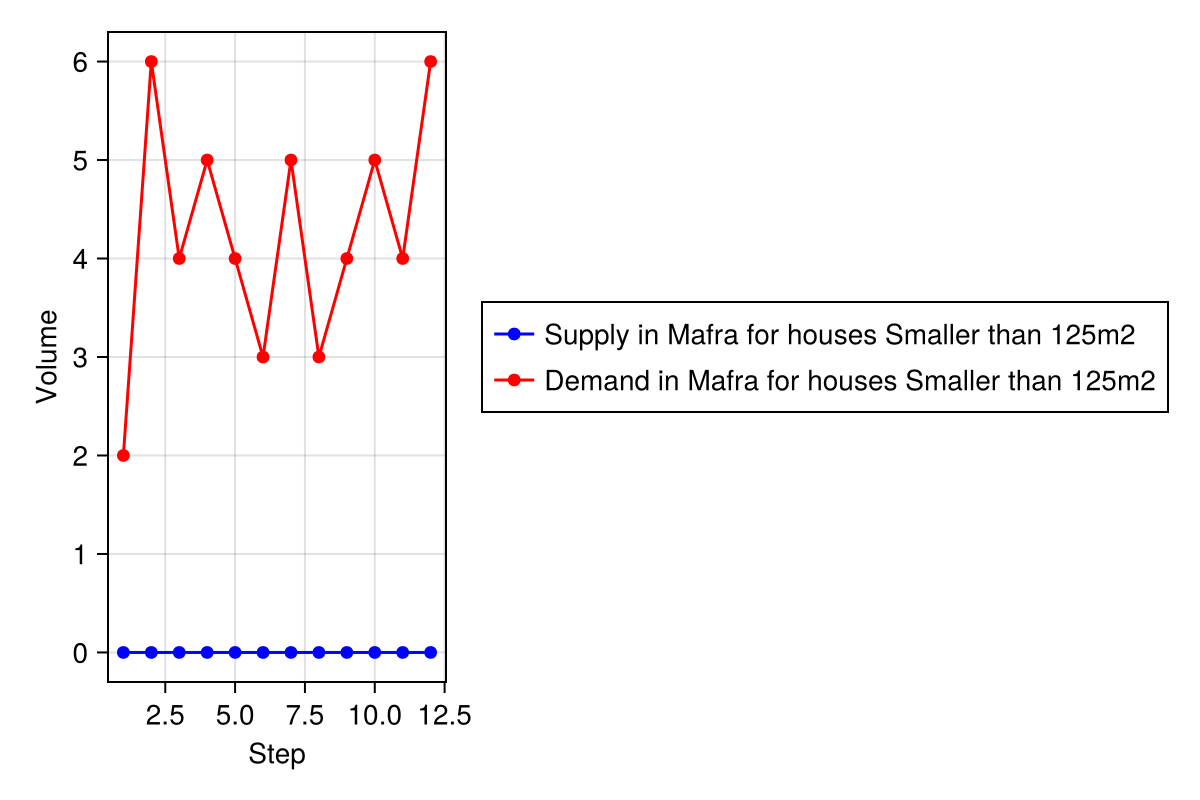 6
5
4
3
2
1
0
Volume
2.5 5.0 7.5 10.0 12.5
Step
Supply in Mafra for houses Smaller than 125m2
Demand in Mafra for houses Smaller than 125m2